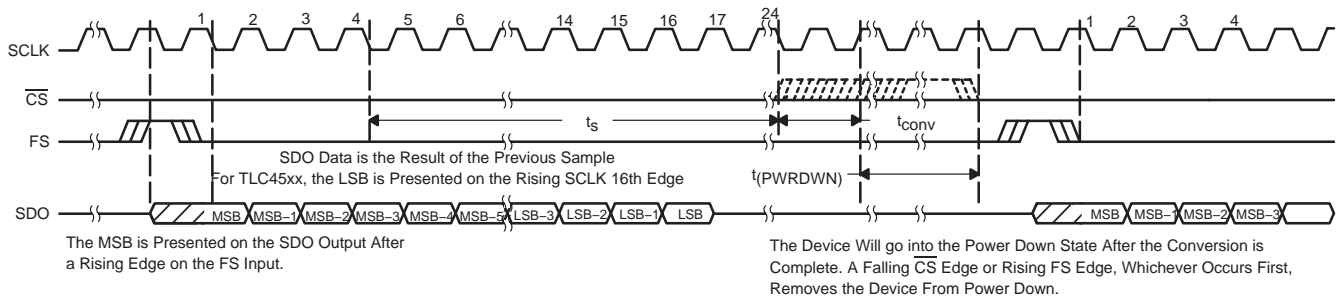 1 2 3 4 5 6 14 15 16 17 24 1 2 3 4
SCLK
CS
ts
tconv
FS
SDO Data is the Result of the Previous Sample
For TLC45xx, the LSB is Presented on the Rising SCLK 16th Edge
t(PWRDWN)
SDO
MSB MSB–1 MSB–2 MSB–3 MSB–4 MSB–5 LSB–3 LSB–2 LSB–1 LSB MSB MSB–1 MSB–2 MSB–3
The MSB is Presented on the SDO Output After
a Rising Edge on the FS Input.
The Device Will go into the Power Down State After the Conversion is
Complete. A Falling CS Edge or Rising FS Edge, Whichever Occurs First,
Removes the Device From Power Down.